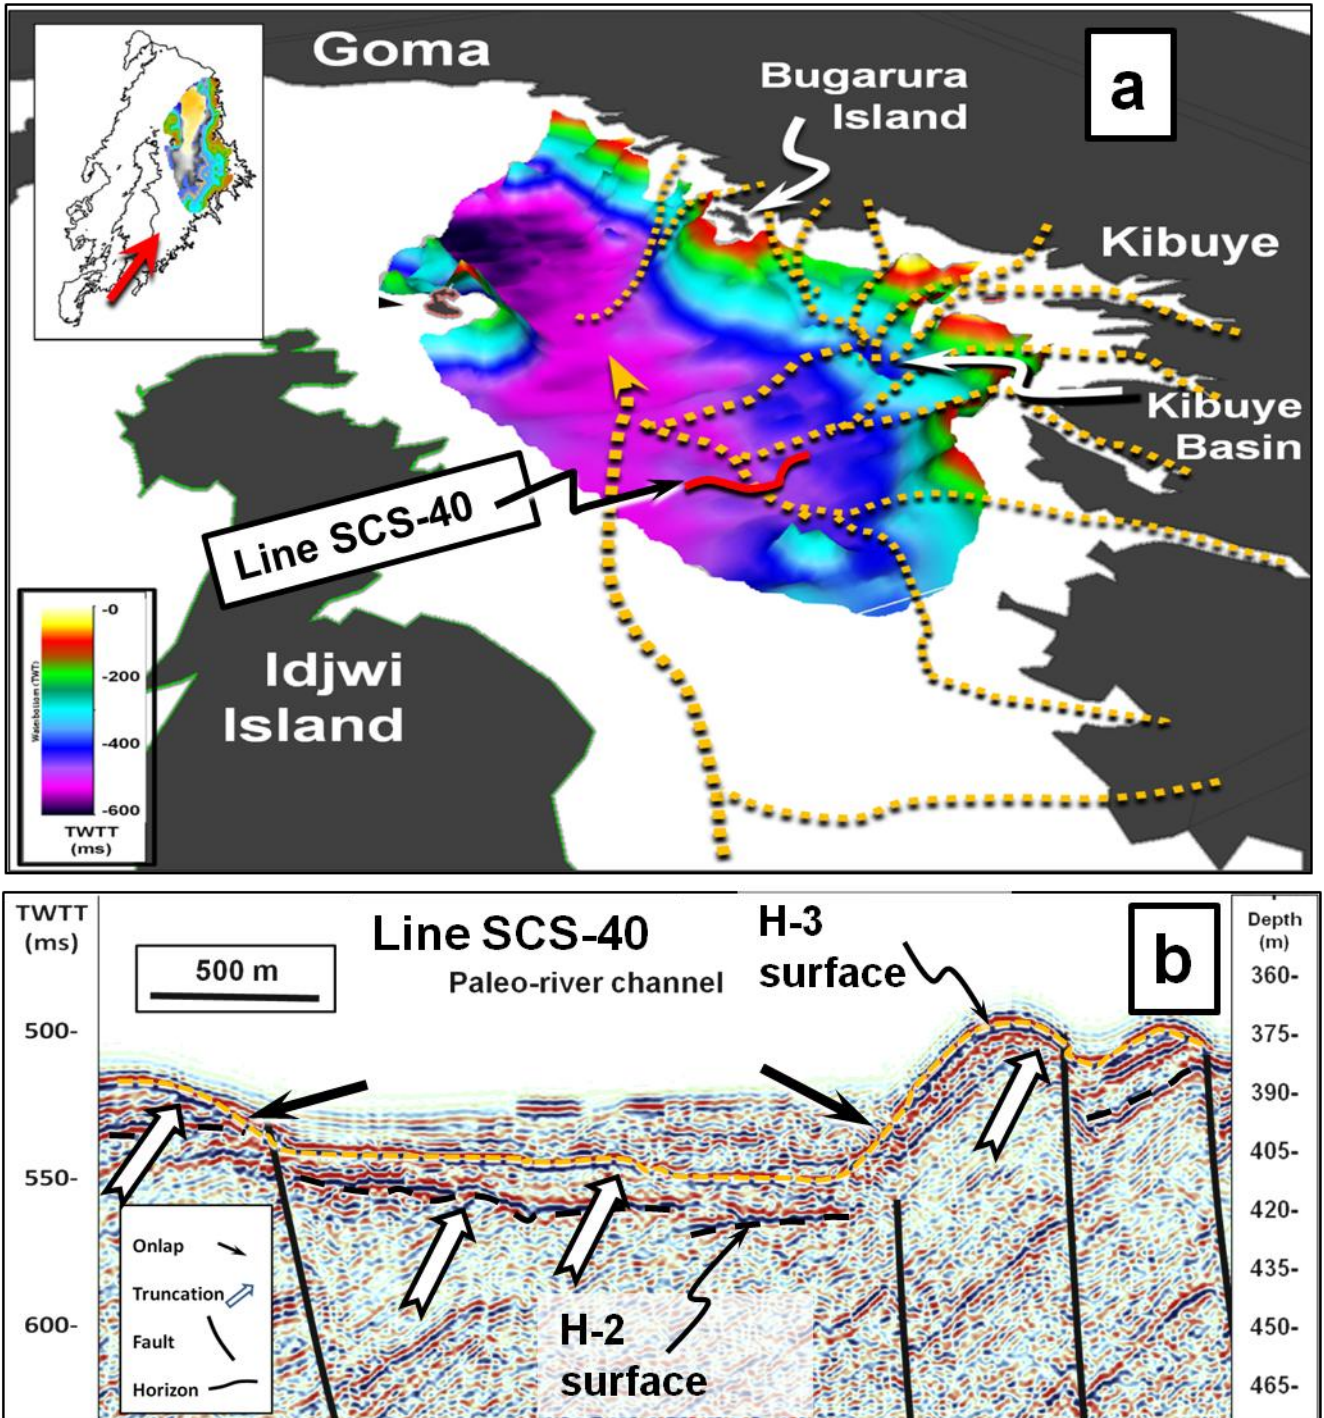 Goma
Bugarura
Island
a
Kibuye
Kibuye
Basin
Line SCS-40
Idjwi
Island
Waterbottom (TWT)
-0
-200
-400
-600
TWTT
(ms)
TWTT
(ms)
500 m
Line SCS-40
Paleo-river channel
H-3
surface
b
Depth
(m)
360-
375-
390-
405-
420-
435-
450-
465-
500-
550-
600-
Onlap
Truncation
Fault
Horizon
H-2
surface